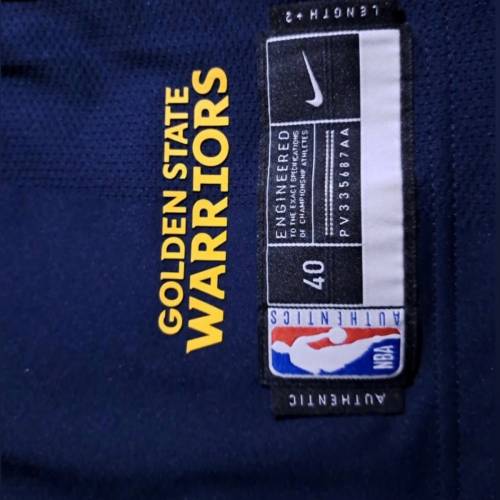 GOLDEN STATE
WARRIORS
LENGTH +2
ENGINEERED
TO THE EXACT SPECIFICATIONS
OF CHAMPIONSHIP ATHLETES
PV335687AA
40
AUTHENTICS
NBA
AUTHENTIC